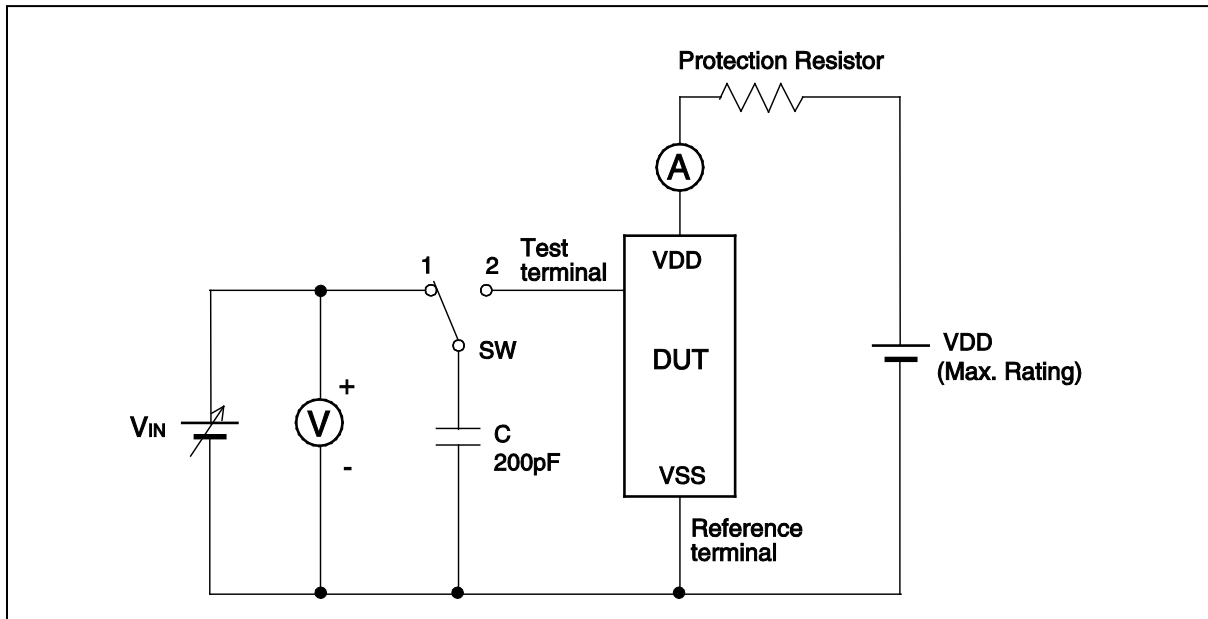 Protection Resistor
A
VDD
Test
terminal
1
2
SW
DUT
VDD
(Max. Rating)
+
V
-
VIN
C
200pF
VSS
Reference
terminal